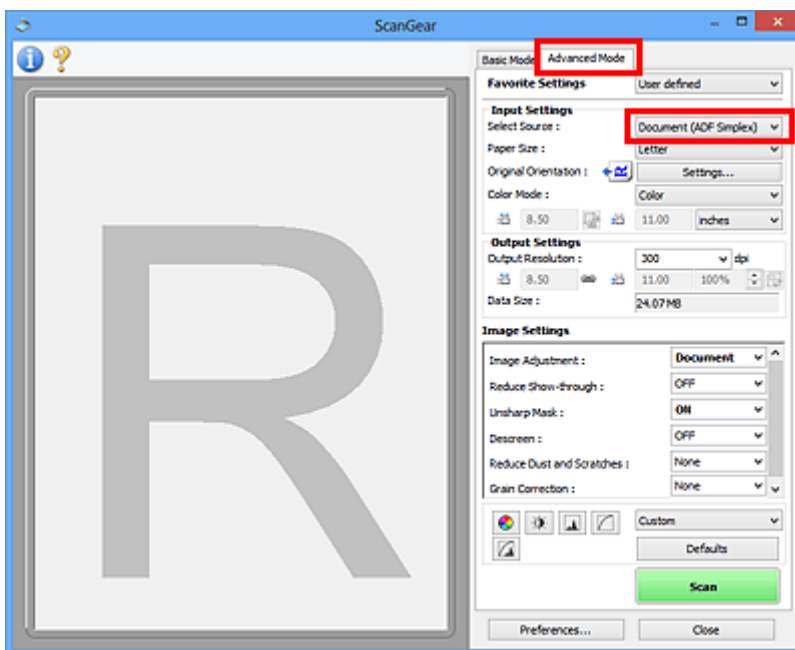 ScanGear
Basic Mode Advanced Mode
Favorite Settings User defined
Input Settings
Select Source : Document (ADF Simplex)
Paper Size : Letter
Original Orientation : Settings...
Color Mode : Color
8.50 11.00 inches
Output Settings
Output Resolution : 300 dpi
8.50 11.00 100%
Data Size : 24.07MB
Image Settings
Image Adjustment : Document
Reduce Show-through : OFF
Unsharp Mask : ON
Descreen : OFF
Reduce Dust and Scratches : None
Grain Correction : None
Custom
Defaults
Scan
Preferences... Close
R